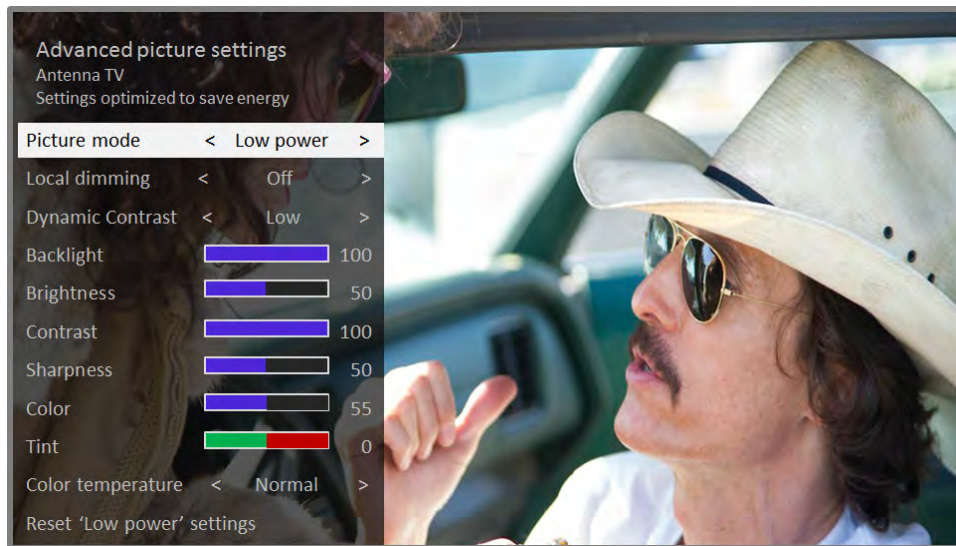 Advanced picture settings
Antenna TV
Settings optimized to save energy
Picture mode < Low power >
Local dimming < Off >
Dynamic Contrast < Low >
Backlight 100
Brightness 50
Contrast 100
Sharpness 50
Color 55
Tint 0
Color temperature < Normal >
Reset ‘Low power’ settings